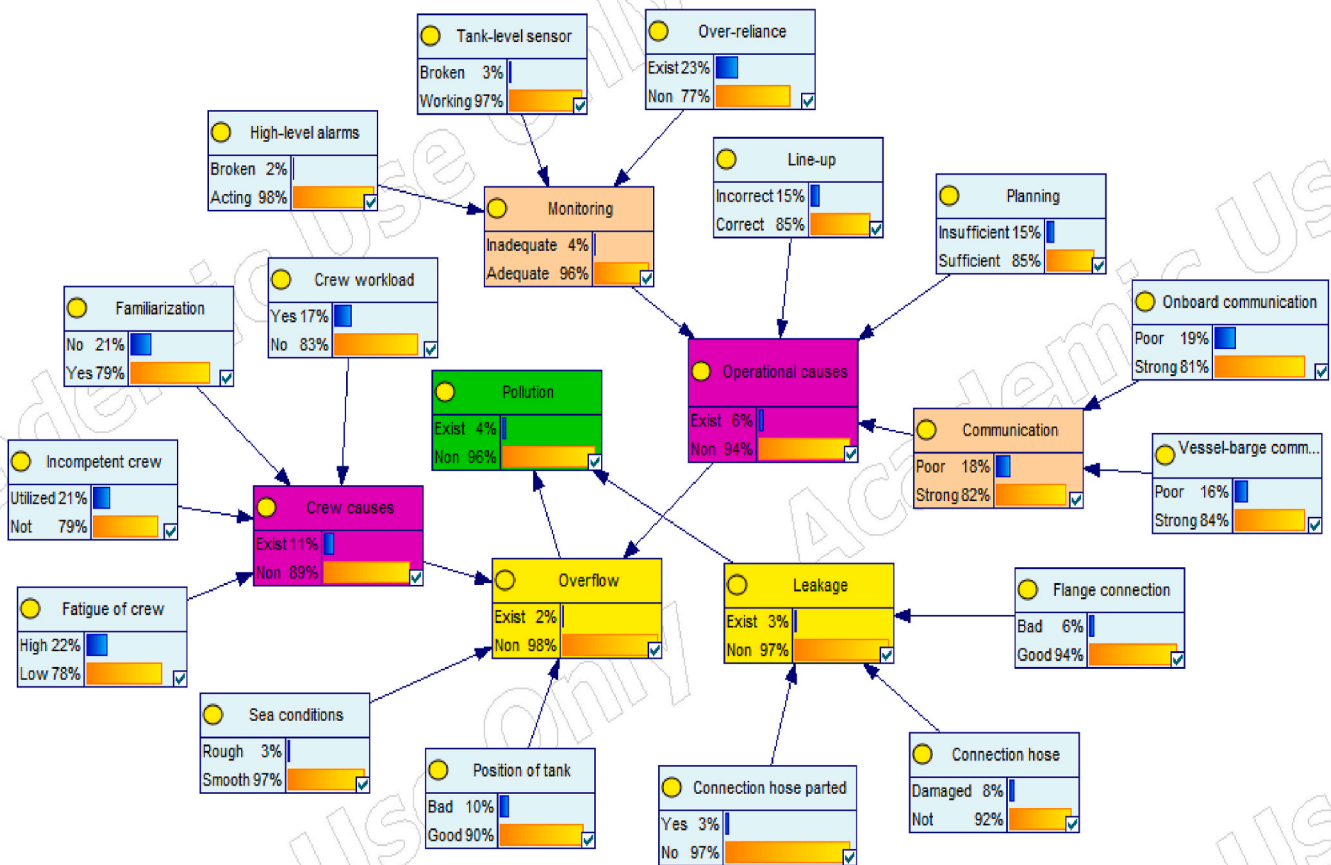 Tank-level sensor
Broken 3%
Working 97%
Over-reliance
Exist 23%
Non 77%
High-level alarms
Broken 2%
Acting 98%
Line-up
Incorrect 15%
Correct 85%
Monitoring
Inadequate 4%
Adequate 96%
Planning
Insufficient 15%
Sufficient 85%
Crew workload
Yes 17%
No 83%
Familiarization
No 21%
Yes 79%
Onboard communication
Poor 19%
Strong 81%
Operational causes
Exist 6%
Non 94%
Pollution
Exist 4%
Non 96%
Communication
Poor 18%
Strong 82%
Vessel-barge comm...
Poor 16%
Strong 84%
Incompetent crew
Utilized 21%
Not 79%
Crew causes
Exist 11%
Non 89%
Overflow
Exist 2%
Non 98%
Leakage
Exist 3%
Non 97%
Flange connection
Bad 6%
Good 94%
Fatigue of crew
High 22%
Low 78%
Sea conditions
Rough 3%
Smooth 97%
Position of tank
Bad 10%
Good 90%
Connection hose parted
Yes 3%
No 97%
Connection hose
Damaged 8%
Not 92%
Academic Use Only